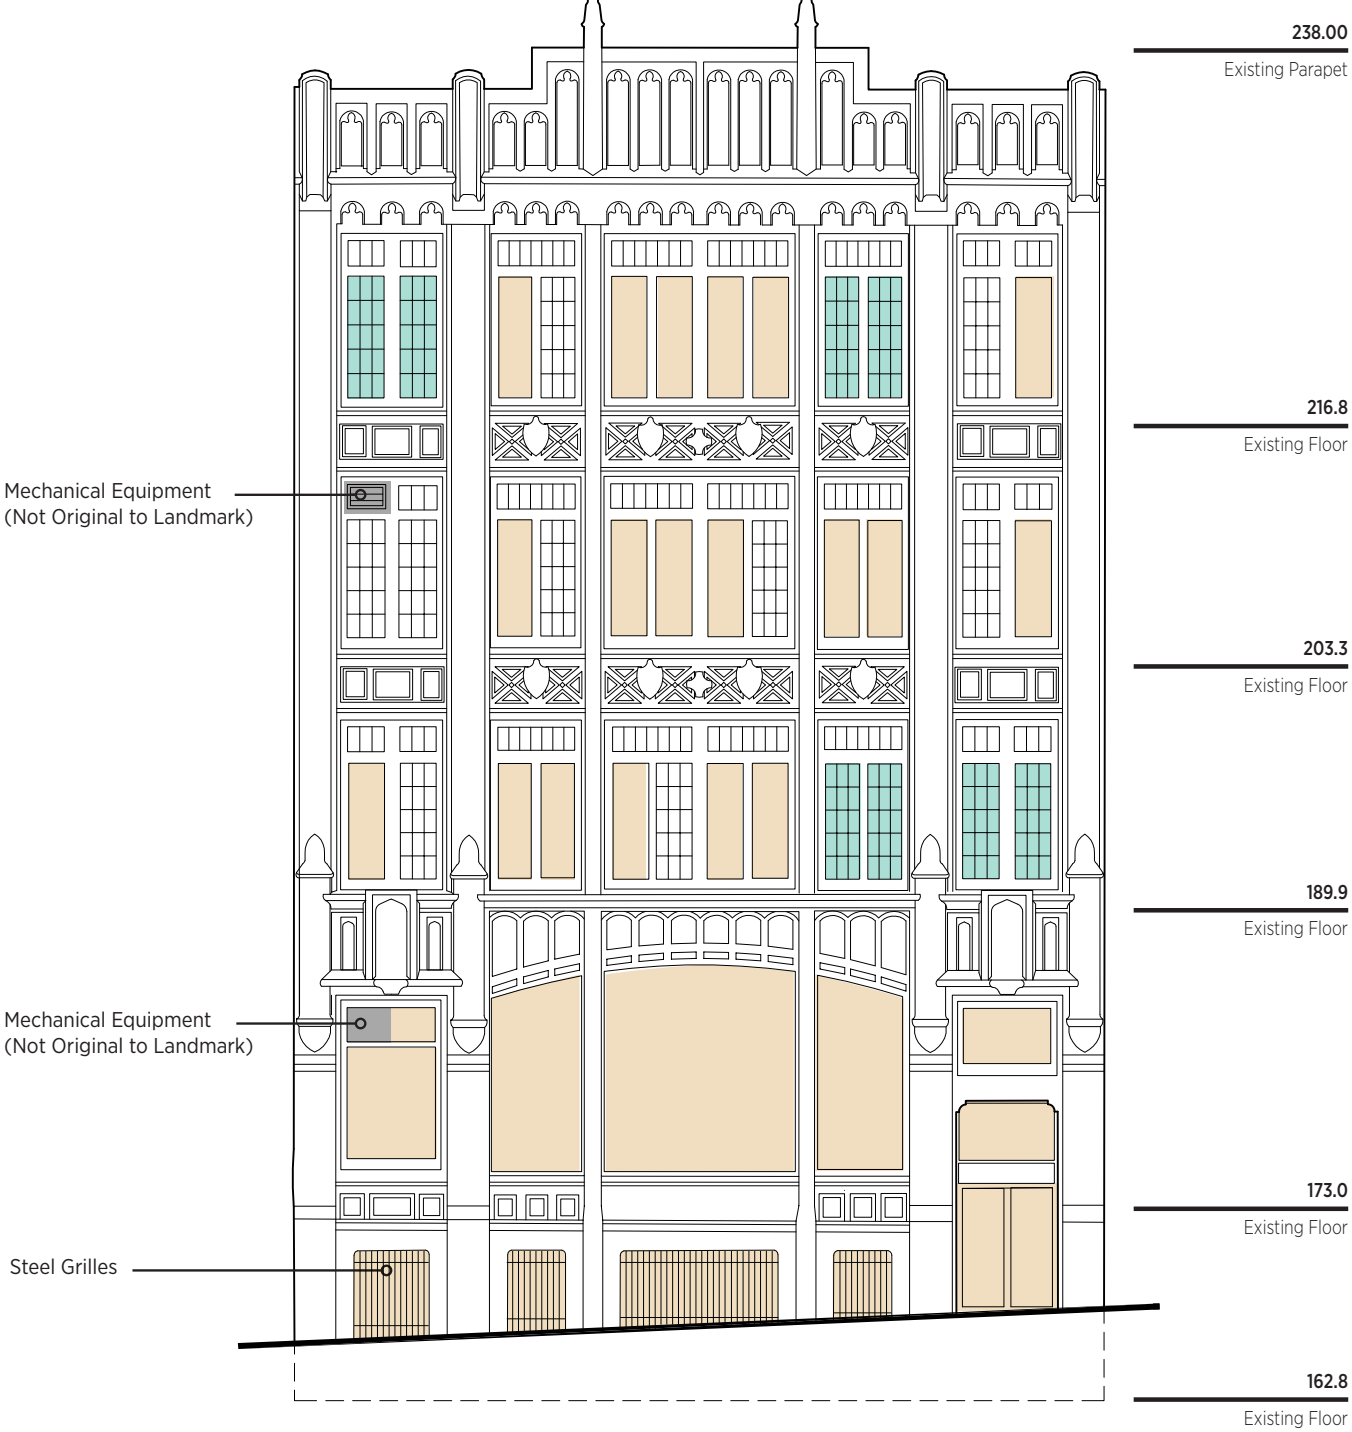 238.00
Existing Parapet
216.8
Existing Floor
Mechanical Equipment
(Not Original to Landmark)
203.3
Existing Floor
189.9
Existing Floor
Mechanical Equipment
(Not Original to Landmark)
173.0
Existing Floor
Steel Grilles
162.8
Existing Floor